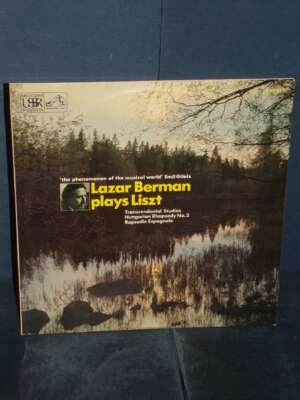 USSR
'the phenomenon of the musical world' Emil Gilels
Lazar Berman
plays Liszt
Transcendental Studies
Hungarian Rhapsody No.3
Rapsodie Espagnole